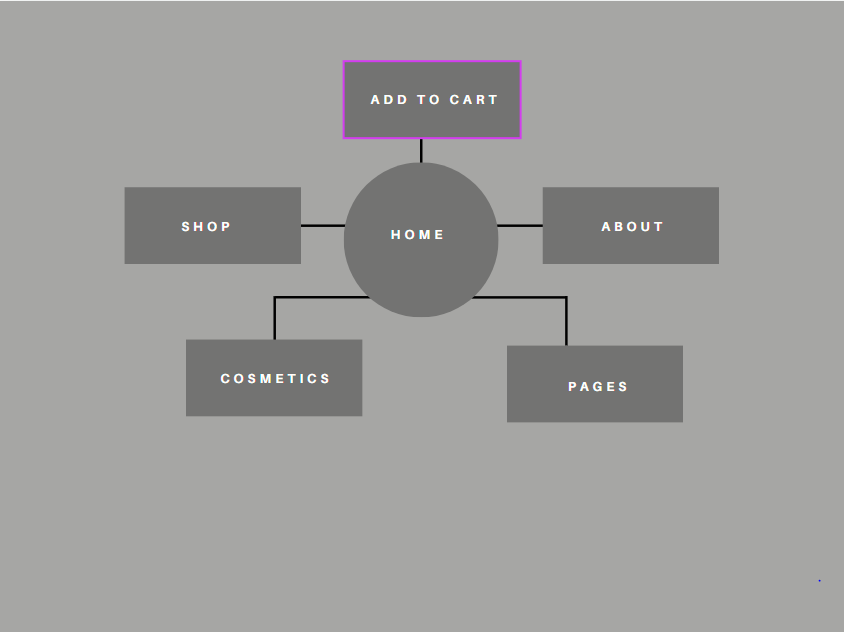 ADD TO CART
SHOP
HOME
ABOUT
COSMETICS
PAGES